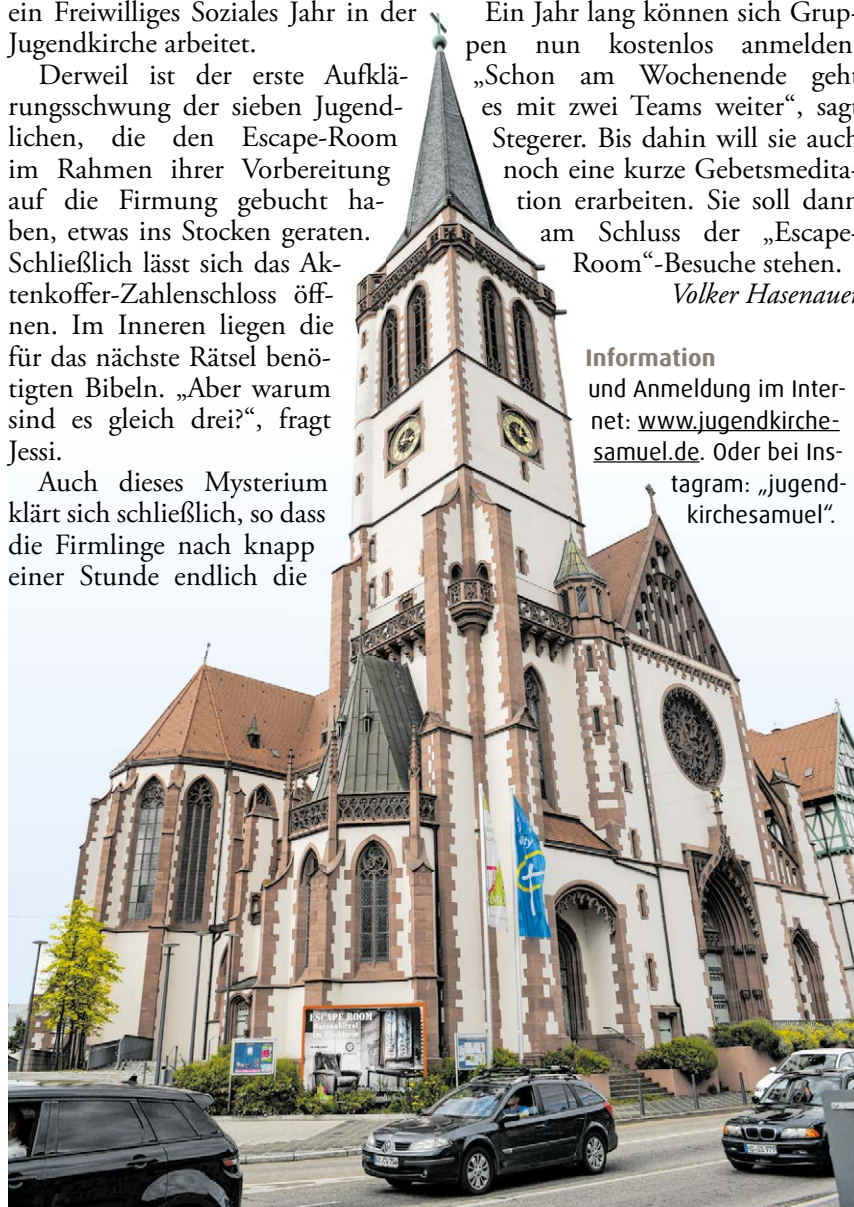 ein Freiwilliges Soziales Jahr in der
Jugendkirche arbeitet.
Derweil ist der erste Aufklä-
rungsschwung der sieben Jugend-
lichen, die den Escape-Room
im Rahmen ihrer Vorbereitung
auf die Firmung gebucht ha-
ben, etwas ins Stocken geraten.
Schließlich lässt sich das Ak-
tenkoffer-Zahlenschloss öff-
nen. Im Inneren liegen die
für das nächste Rätsel benö-
tigten Bibeln. „Aber warum
sind es gleich drei?“, fragt
Jessi.
Auch dieses Mysterium
klärt sich schließlich, so dass
die Firmlinge nach knapp
einer Stunde endlich die
Ein Jahr lang können sich Grup-
pen nun kostenlos anmelden
„Schon am Wochenende geht
es mit zwei Teams weiter“, sagt
Stegerer. Bis dahin will sie auch
noch eine kurze Gebetsmedita-
tion erarbeiten. Sie soll dann
am Schluss der „Escape-
Room“-Besuche stehen.
Volker Hasenauer
Information
und Anmeldung im Inter-
net: www.jugendkirche-
samuel.de. Oder bei Ins-
tagram: „jugend-
kirchesamuel“.
ESCAPE ROOM